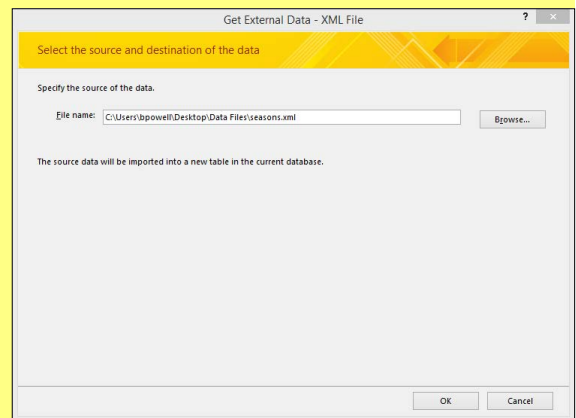 Get External Data - XML File
?
Select the source and destination of the data
Specify the source of the data.
File name: C:\Users\bpowell\Desktop\Data Files\seasons.xml Browse...
The source data will be imported into a new table in the current database.
OK Cancel